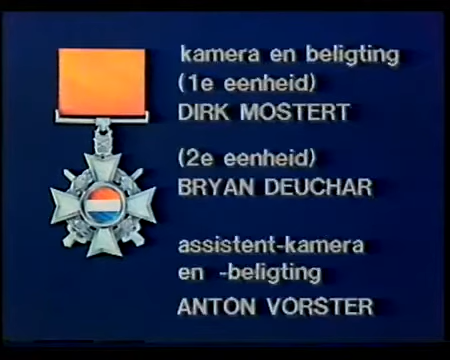 kamera en beligting
(1e eenheid)
DIRK MOSTERT
(2e eenheid)
BRYAN DEUCHAR
assistent-kamera
en -beligting
ANTON VORSTER